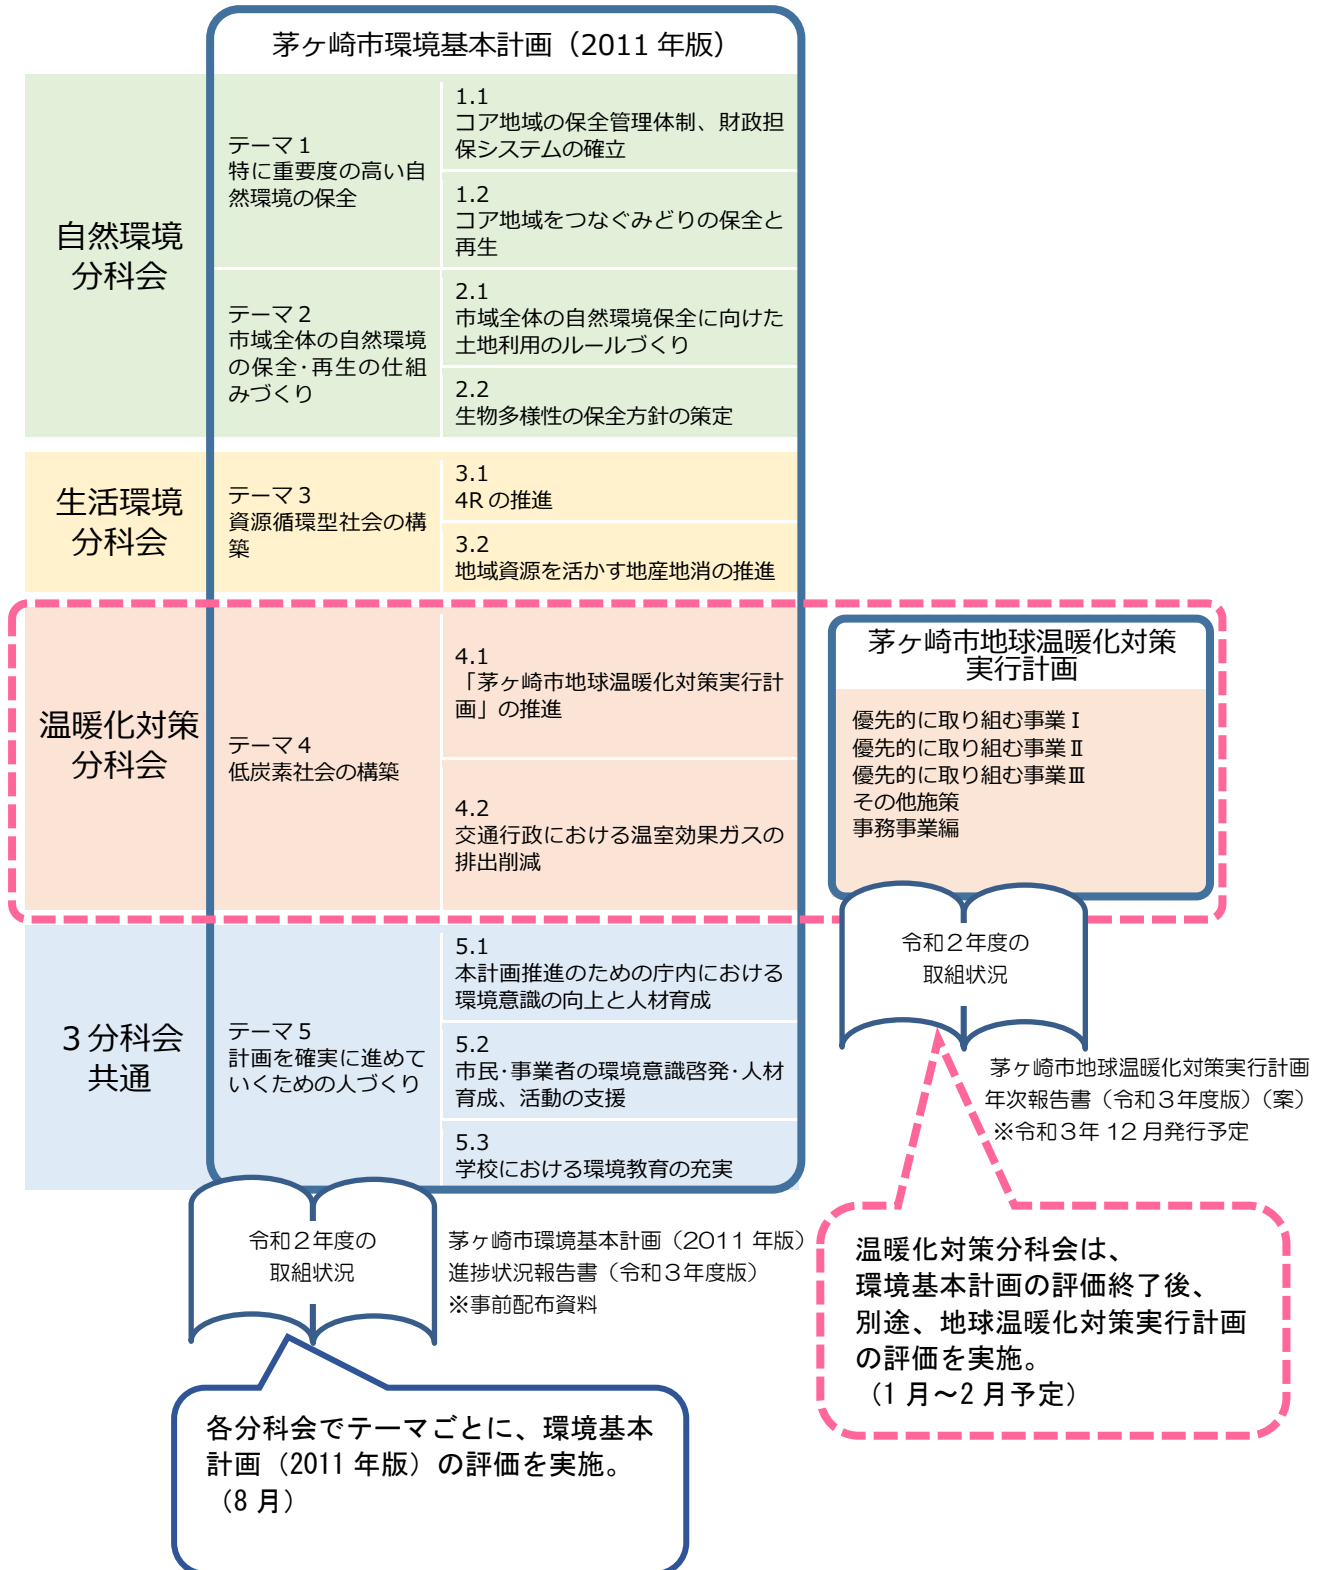 茅ヶ崎市環境基本計画（2011 年版）
自然環境
分科会
テーマ１
特に重要度の高い自
然環境の保全
1.1
コア地域の保全管理体制、財政担
保システムの確立
1.2
コア地域をつなぐみどりの保全と
再生
テーマ２
市域全体の自然環境
の保全･再生の仕組
みづくり
2.1
市域全体の自然環境保全に向けた
土地利用のルールづくり
2.2
生物多様性の保全方針の策定
生活環境
分科会
テーマ３
資源循環型社会の構
築
3.1
4R の推進
3.2
地域資源を活かす地産地消の推進
温暖化対策
分科会
テーマ４
低炭素社会の構築
4.1
「茅ヶ崎市地球温暖化対策実行計
画」の推進
4.2
交通行政における温室効果ガスの
排出削減
茅ヶ崎市地球温暖化対策
実行計画
優先的に取り組む事業Ⅰ
優先的に取り組む事業Ⅱ
優先的に取り組む事業Ⅲ
その他施策
事務事業編
令和２年度の
取組状況
茅ヶ崎市地球温暖化対策実行計画
年次報告書（令和３年度版）（案）
※令和３年 12 月発行予定
３分科会
共通
テーマ５
計画を確実に進めて
いくための人づくり
5.1
本計画推進のための庁内における
環境意識の向上と人材育成
5.2
市民･事業者の環境意識啓発･人材
育成、活動の支援
5.3
学校における環境教育の充実
令和２年度の
取組状況
茅ヶ崎市環境基本計画（2011 年版）
進捗状況報告書（令和３年度版）
※事前配布資料
温暖化対策分科会は、
環境基本計画の評価終了後、
別途、地球温暖化対策実行計画
の評価を実施。
（1 月～2 月予定）
各分科会でテーマごとに、環境基本
計画（2011 年版）の評価を実施。
（8 月）